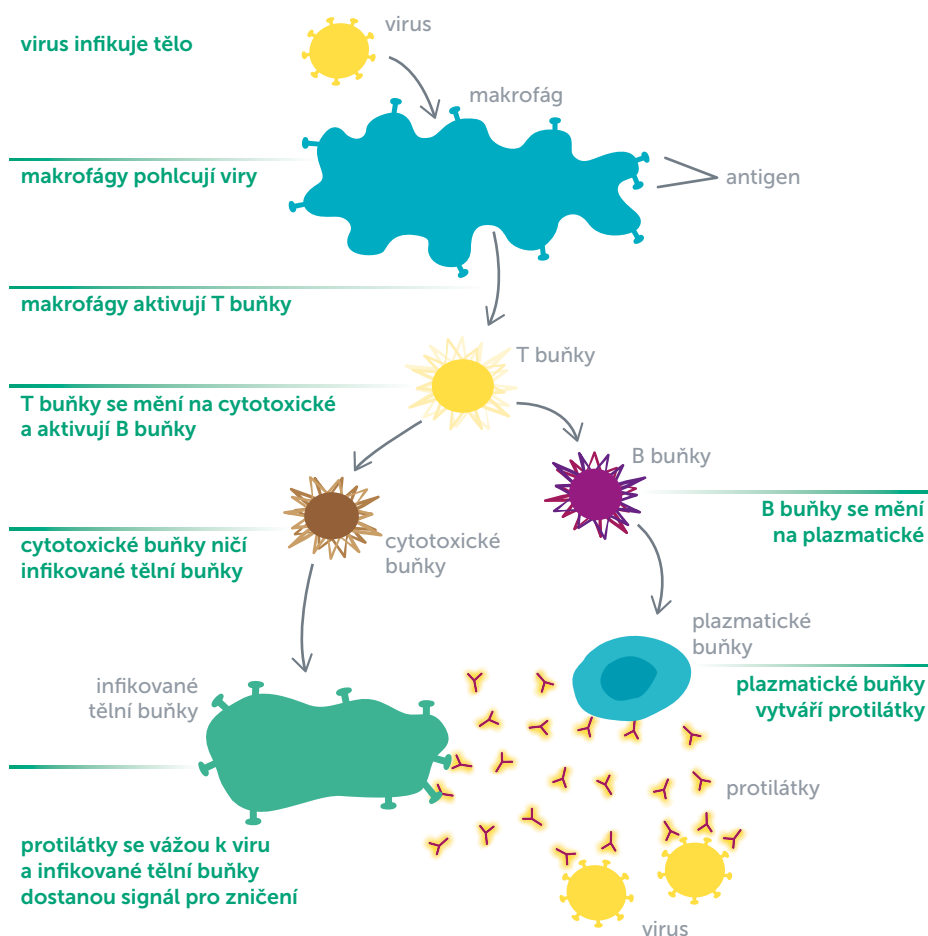 virus
virus infikuje tělo
makrofág
makrofágy pohlcují viry
antigen
makrofágy aktivují T buňky
T buňky
T buňky se mění na cytotoxické
a aktivují B buňky
B buňky
B buňky se mění
na plazmatické
cytotoxické buňky ničí
infikované tělní buňky
cytotoxické
buňky
plazmatické
buňky
infikované
tělní buňky
plazmatické buňky
vytváří protilátky
protilátky
protilátky se vážou k viru
a infikované tělní buňky
dostanou signál pro zničení
virus